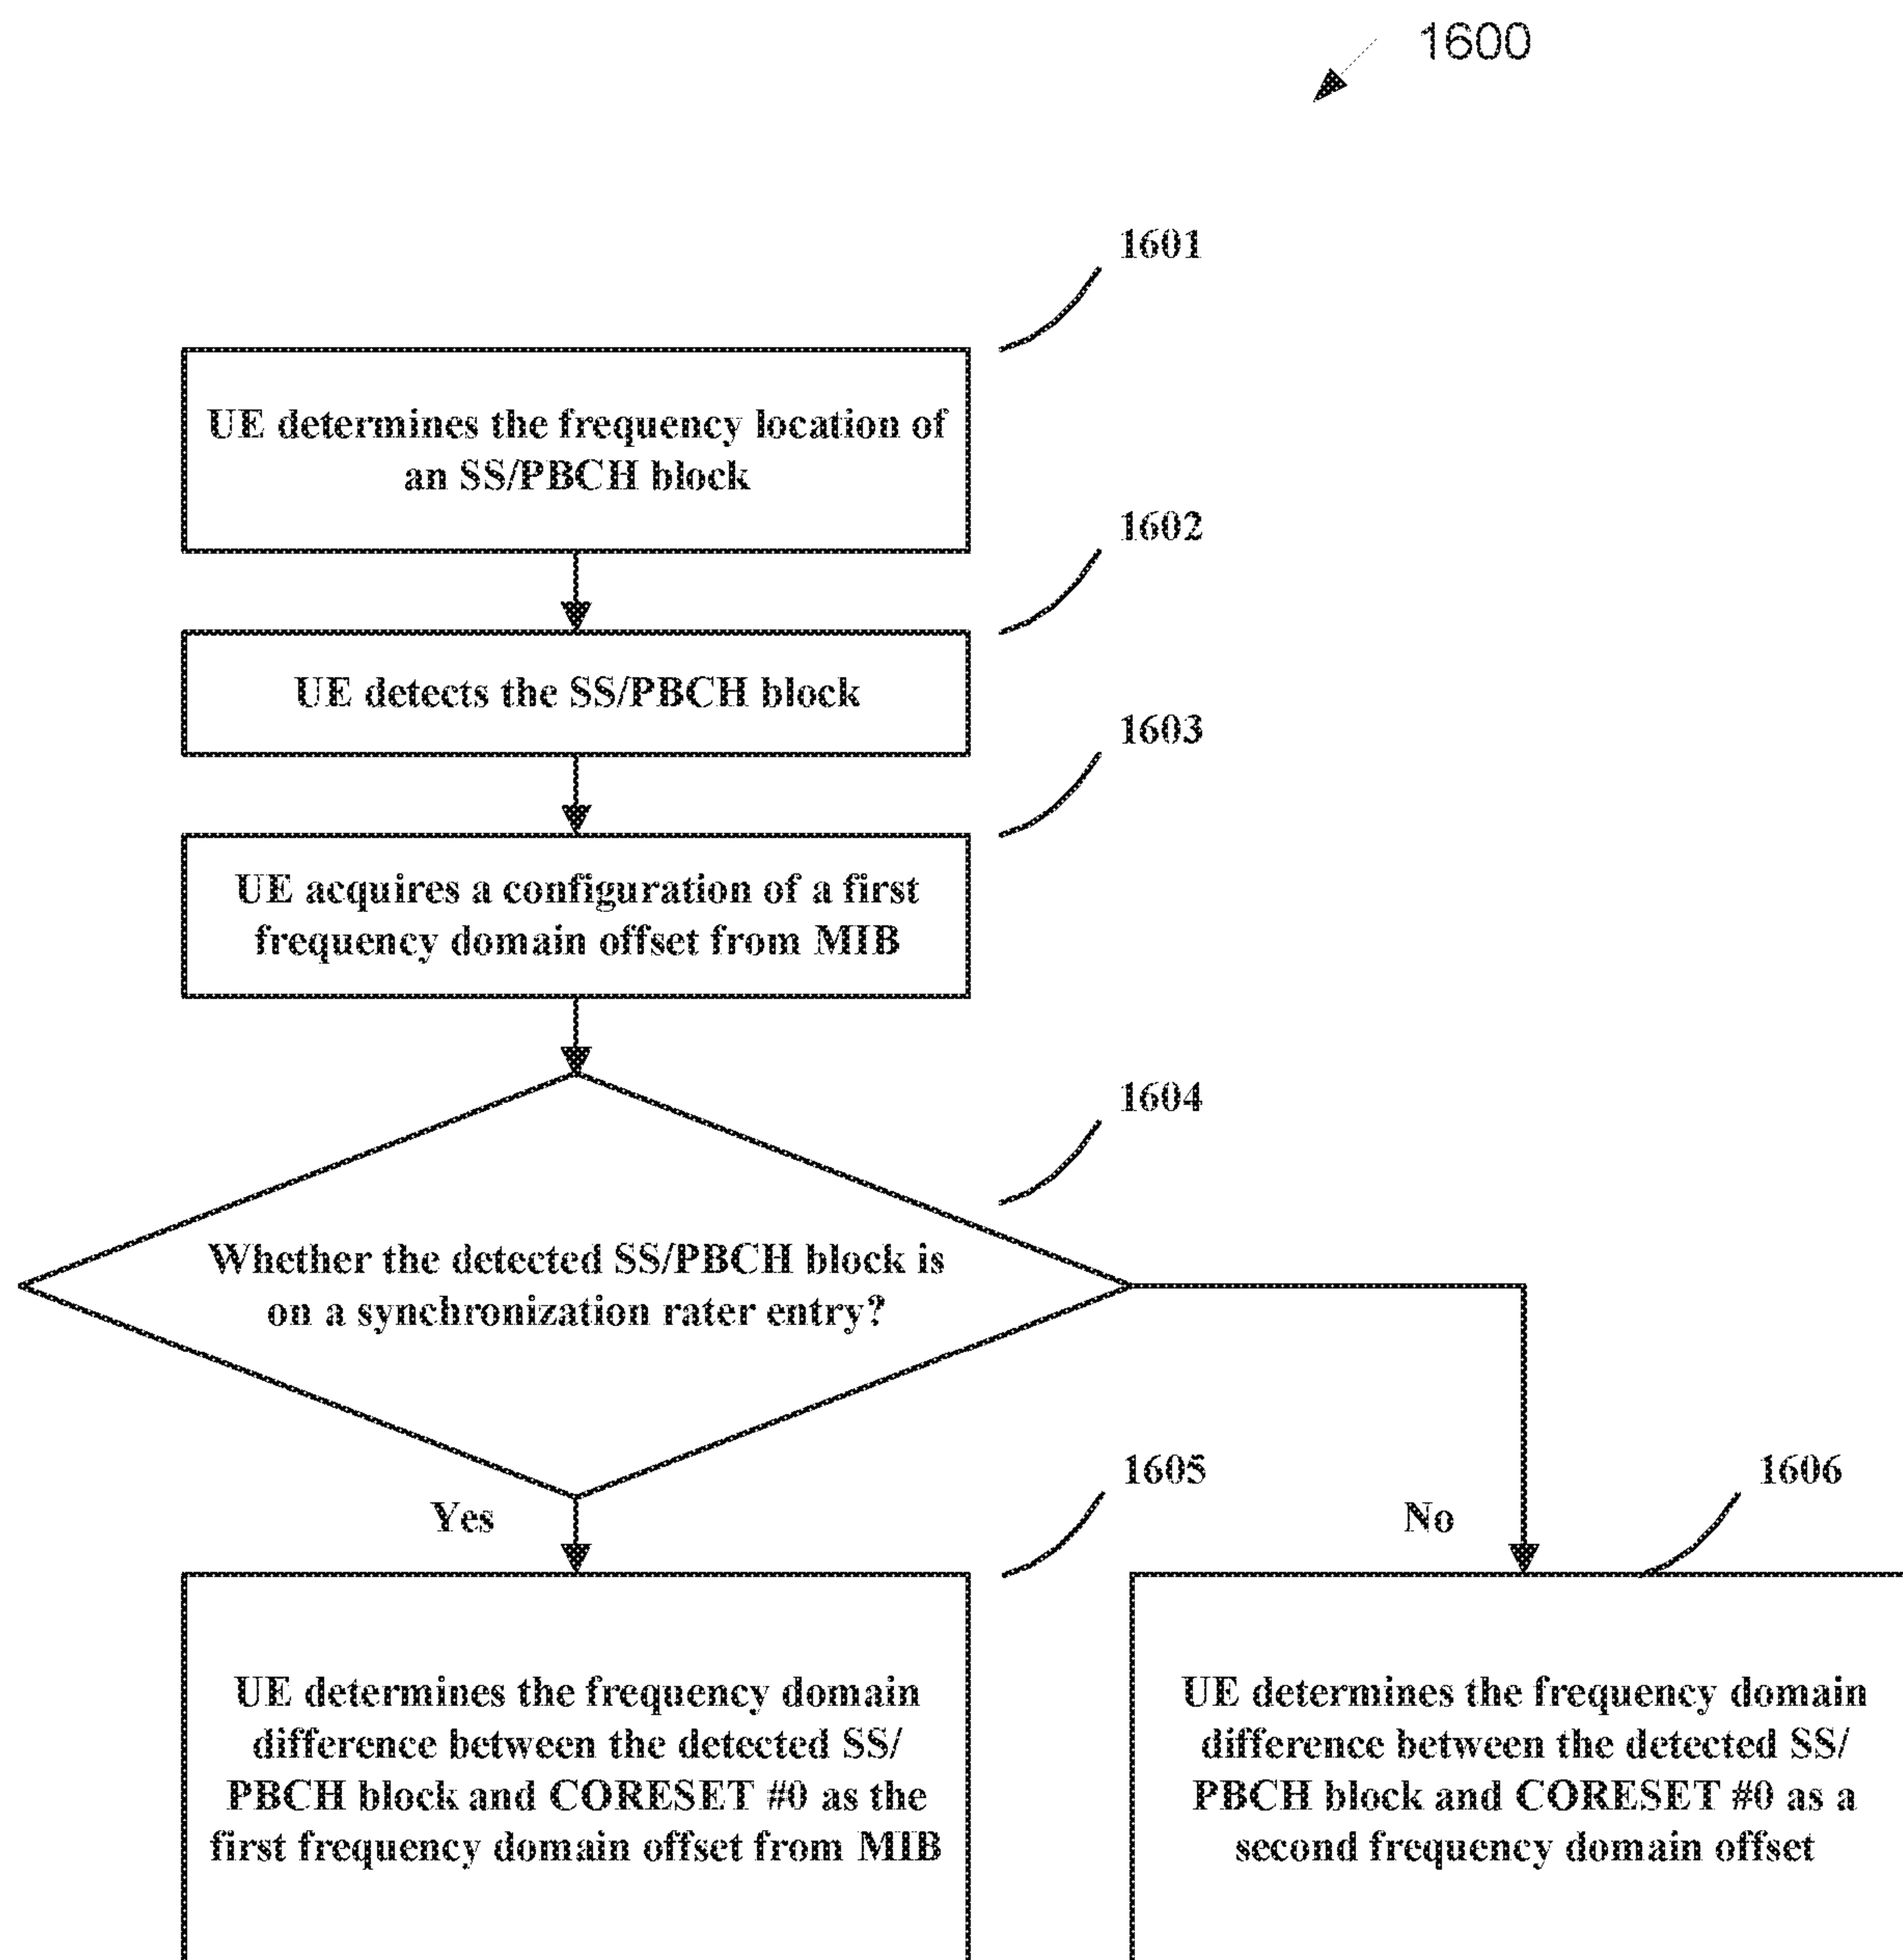 1600
1601
UE determines the frequency location of
an SS/PBCH block
1602
UE detects the SS/PBCH block
1603
UE acquires a configuration of a first
frequency domain offset from MIB
1604
Whether the detected SS/PBCH block is
on a synchronization rater entry?
Yes
No
1605
1606
UE determines the frequency domain
difference between the detected SS/
PBCH block and CORESET #0 as the
first frequency domain offset from MIB
UE determines the frequency domain
difference between the detected SS/
PBCH block and CORESET #0 as a
second frequency domain offset